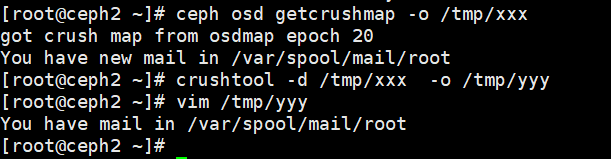 [root@ceph2 ~]# ceph osd getcrushmap -o /tmp/xxx
got crush map from osdmap epoch 20
You have new mail in /var/spool/mail/root
[root@ceph2 ~]# crushtool -d /tmp/xxx  -o /tmp/yyy
[root@ceph2 ~]# vim /tmp/yyy
You have mail in /var/spool/mail/root
[root@ceph2 ~]#